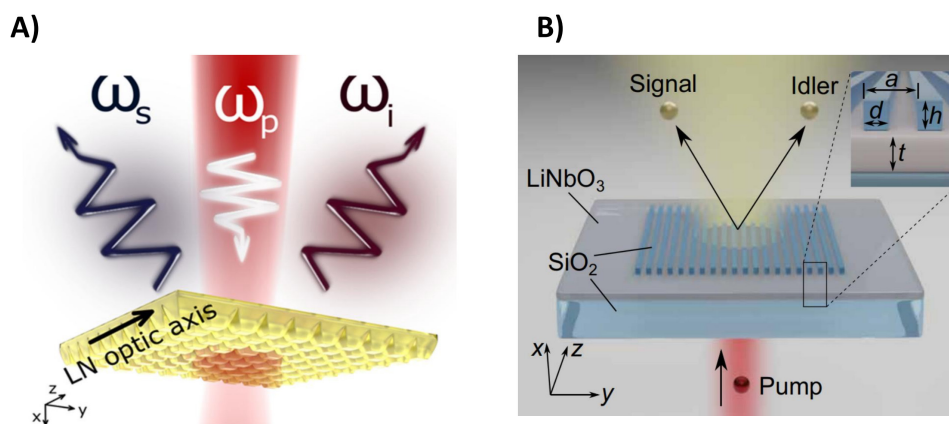 A)
ωs
ωp
ωi
LN optic axis
z
x
y
B)
Signal
Idler
a
d
h
t
LiNbO3
SiO2
x
z
y
Pump